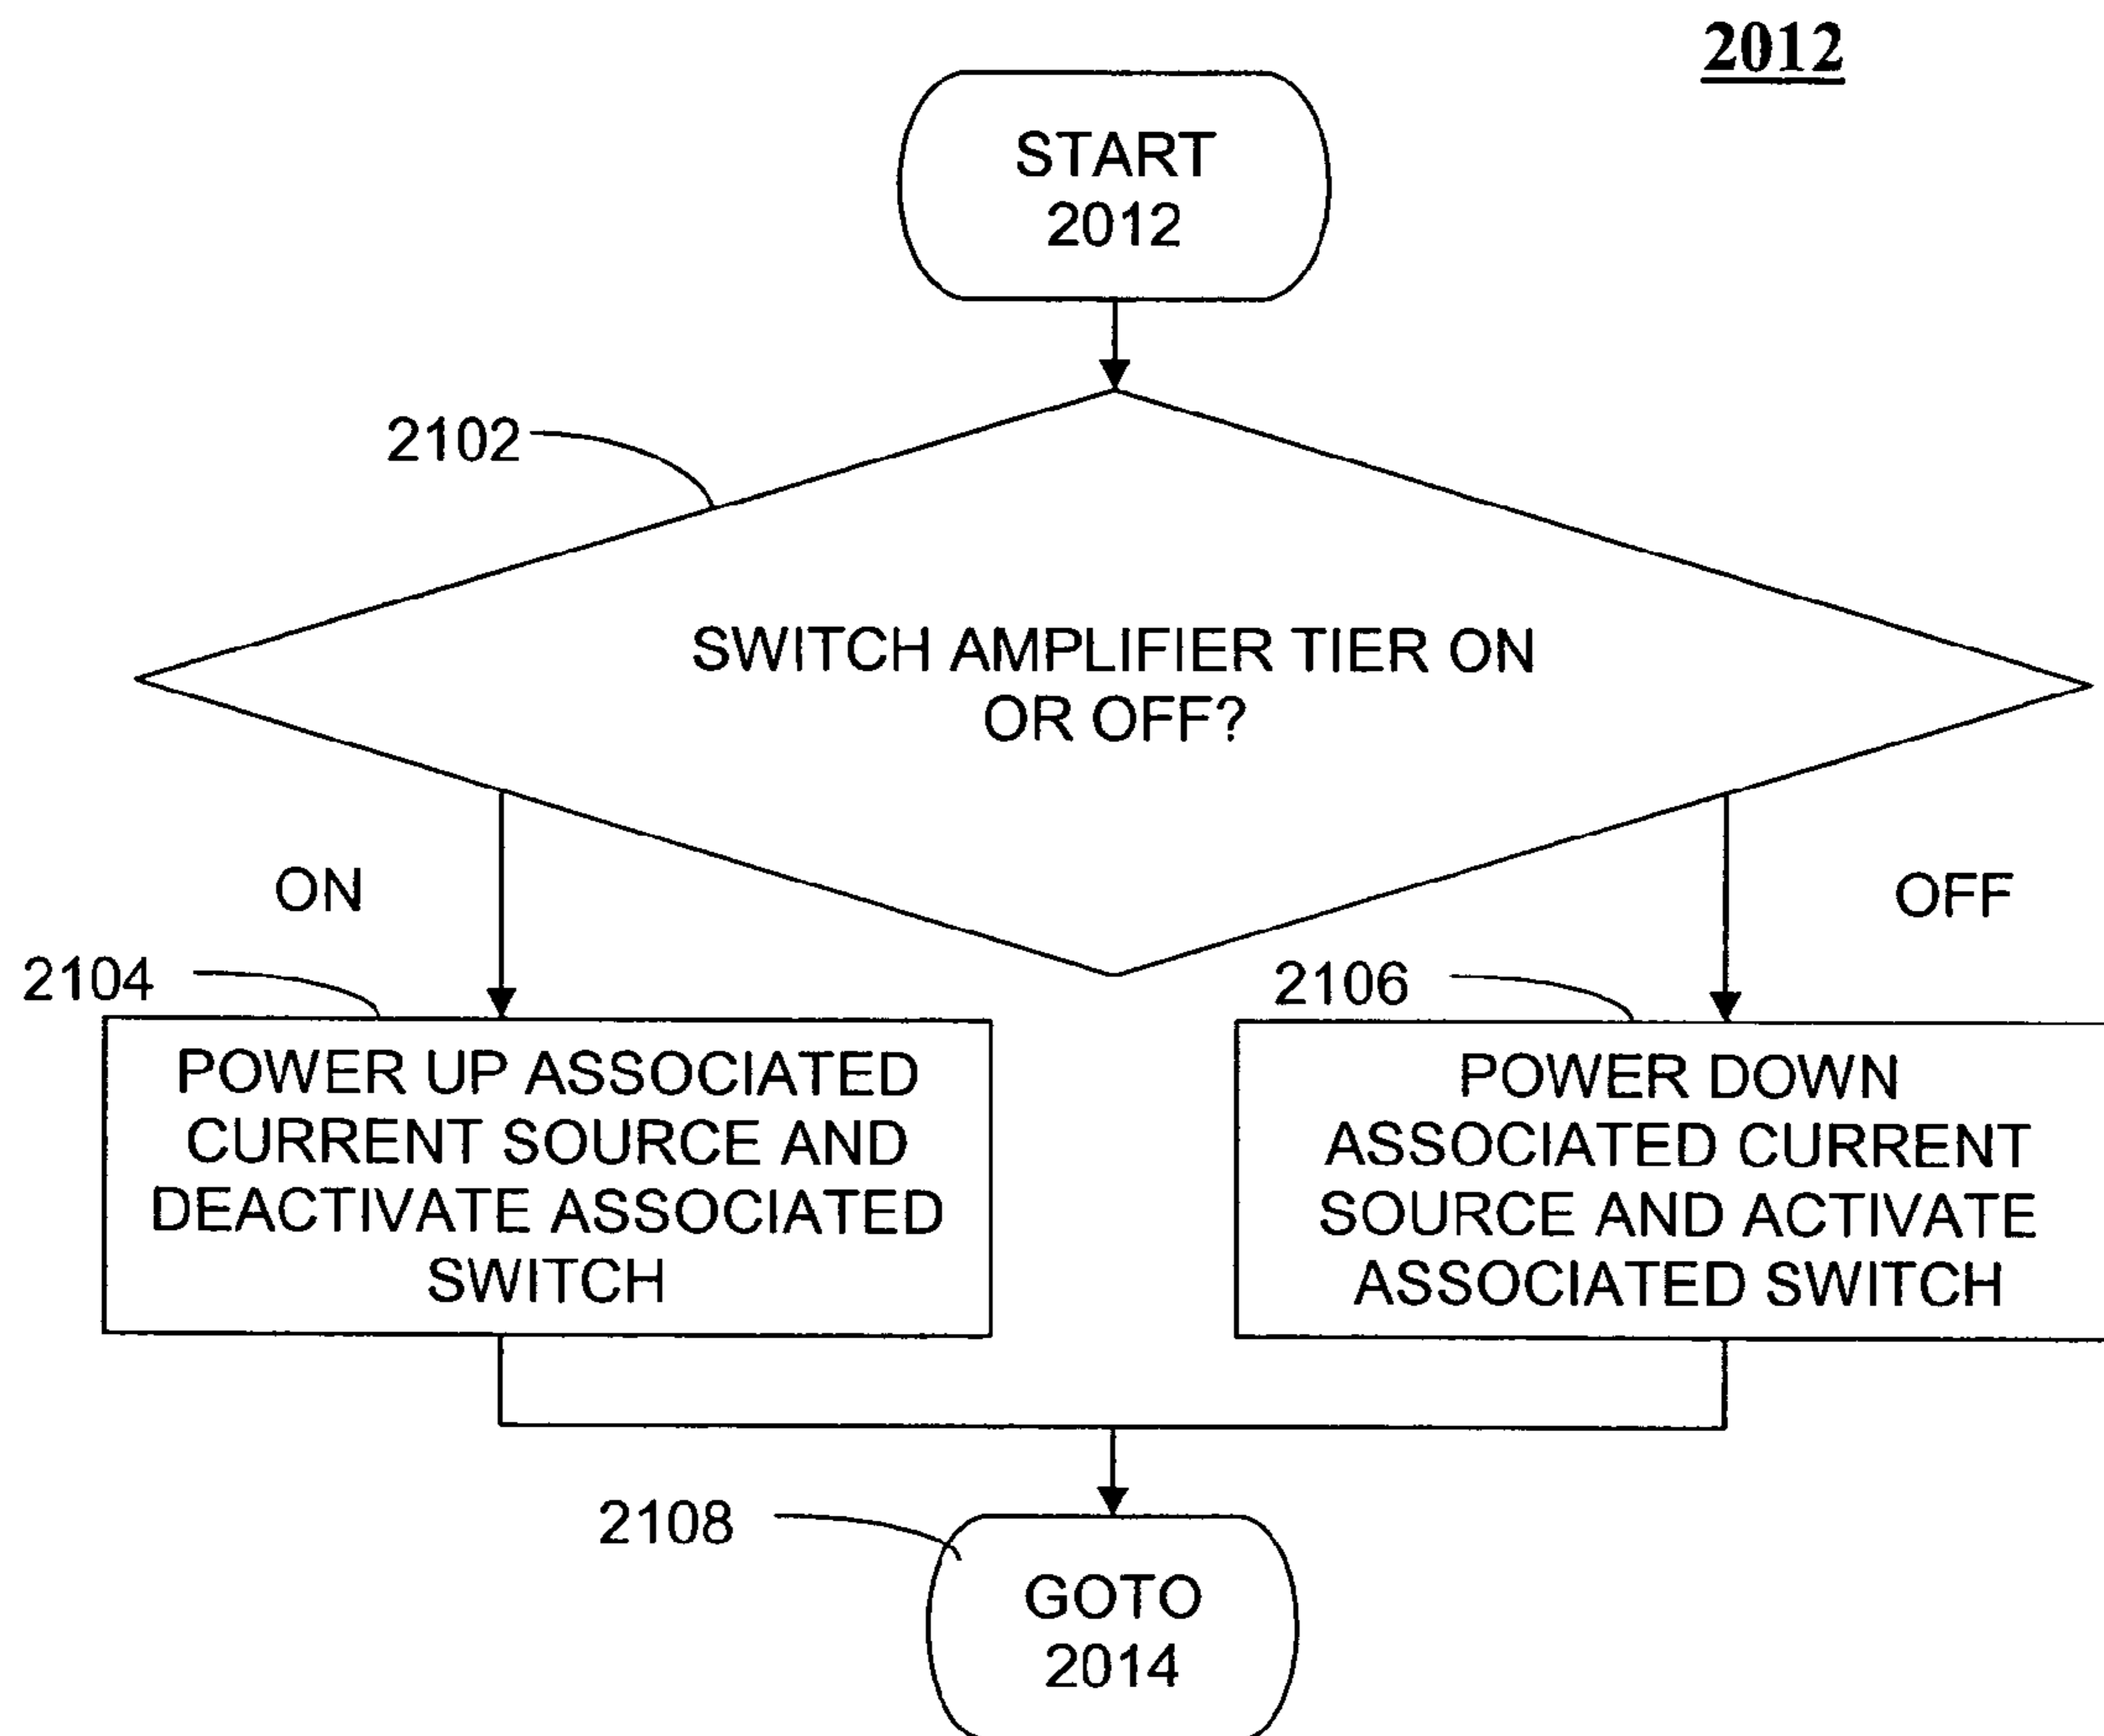 2012
START
2012
2102
SWITCH AMPLIFIER TIER ON
OR OFF?
ON
OFF
2104
2106
POWER UP ASSOCIATED
CURRENT SOURCE AND
DEACTIVATE ASSOCIATED
SWITCH
POWER DOWN
ASSOCIATED CURRENT
SOURCE AND ACTIVATE
ASSOCIATED SWITCH
2108
GOTO
2014